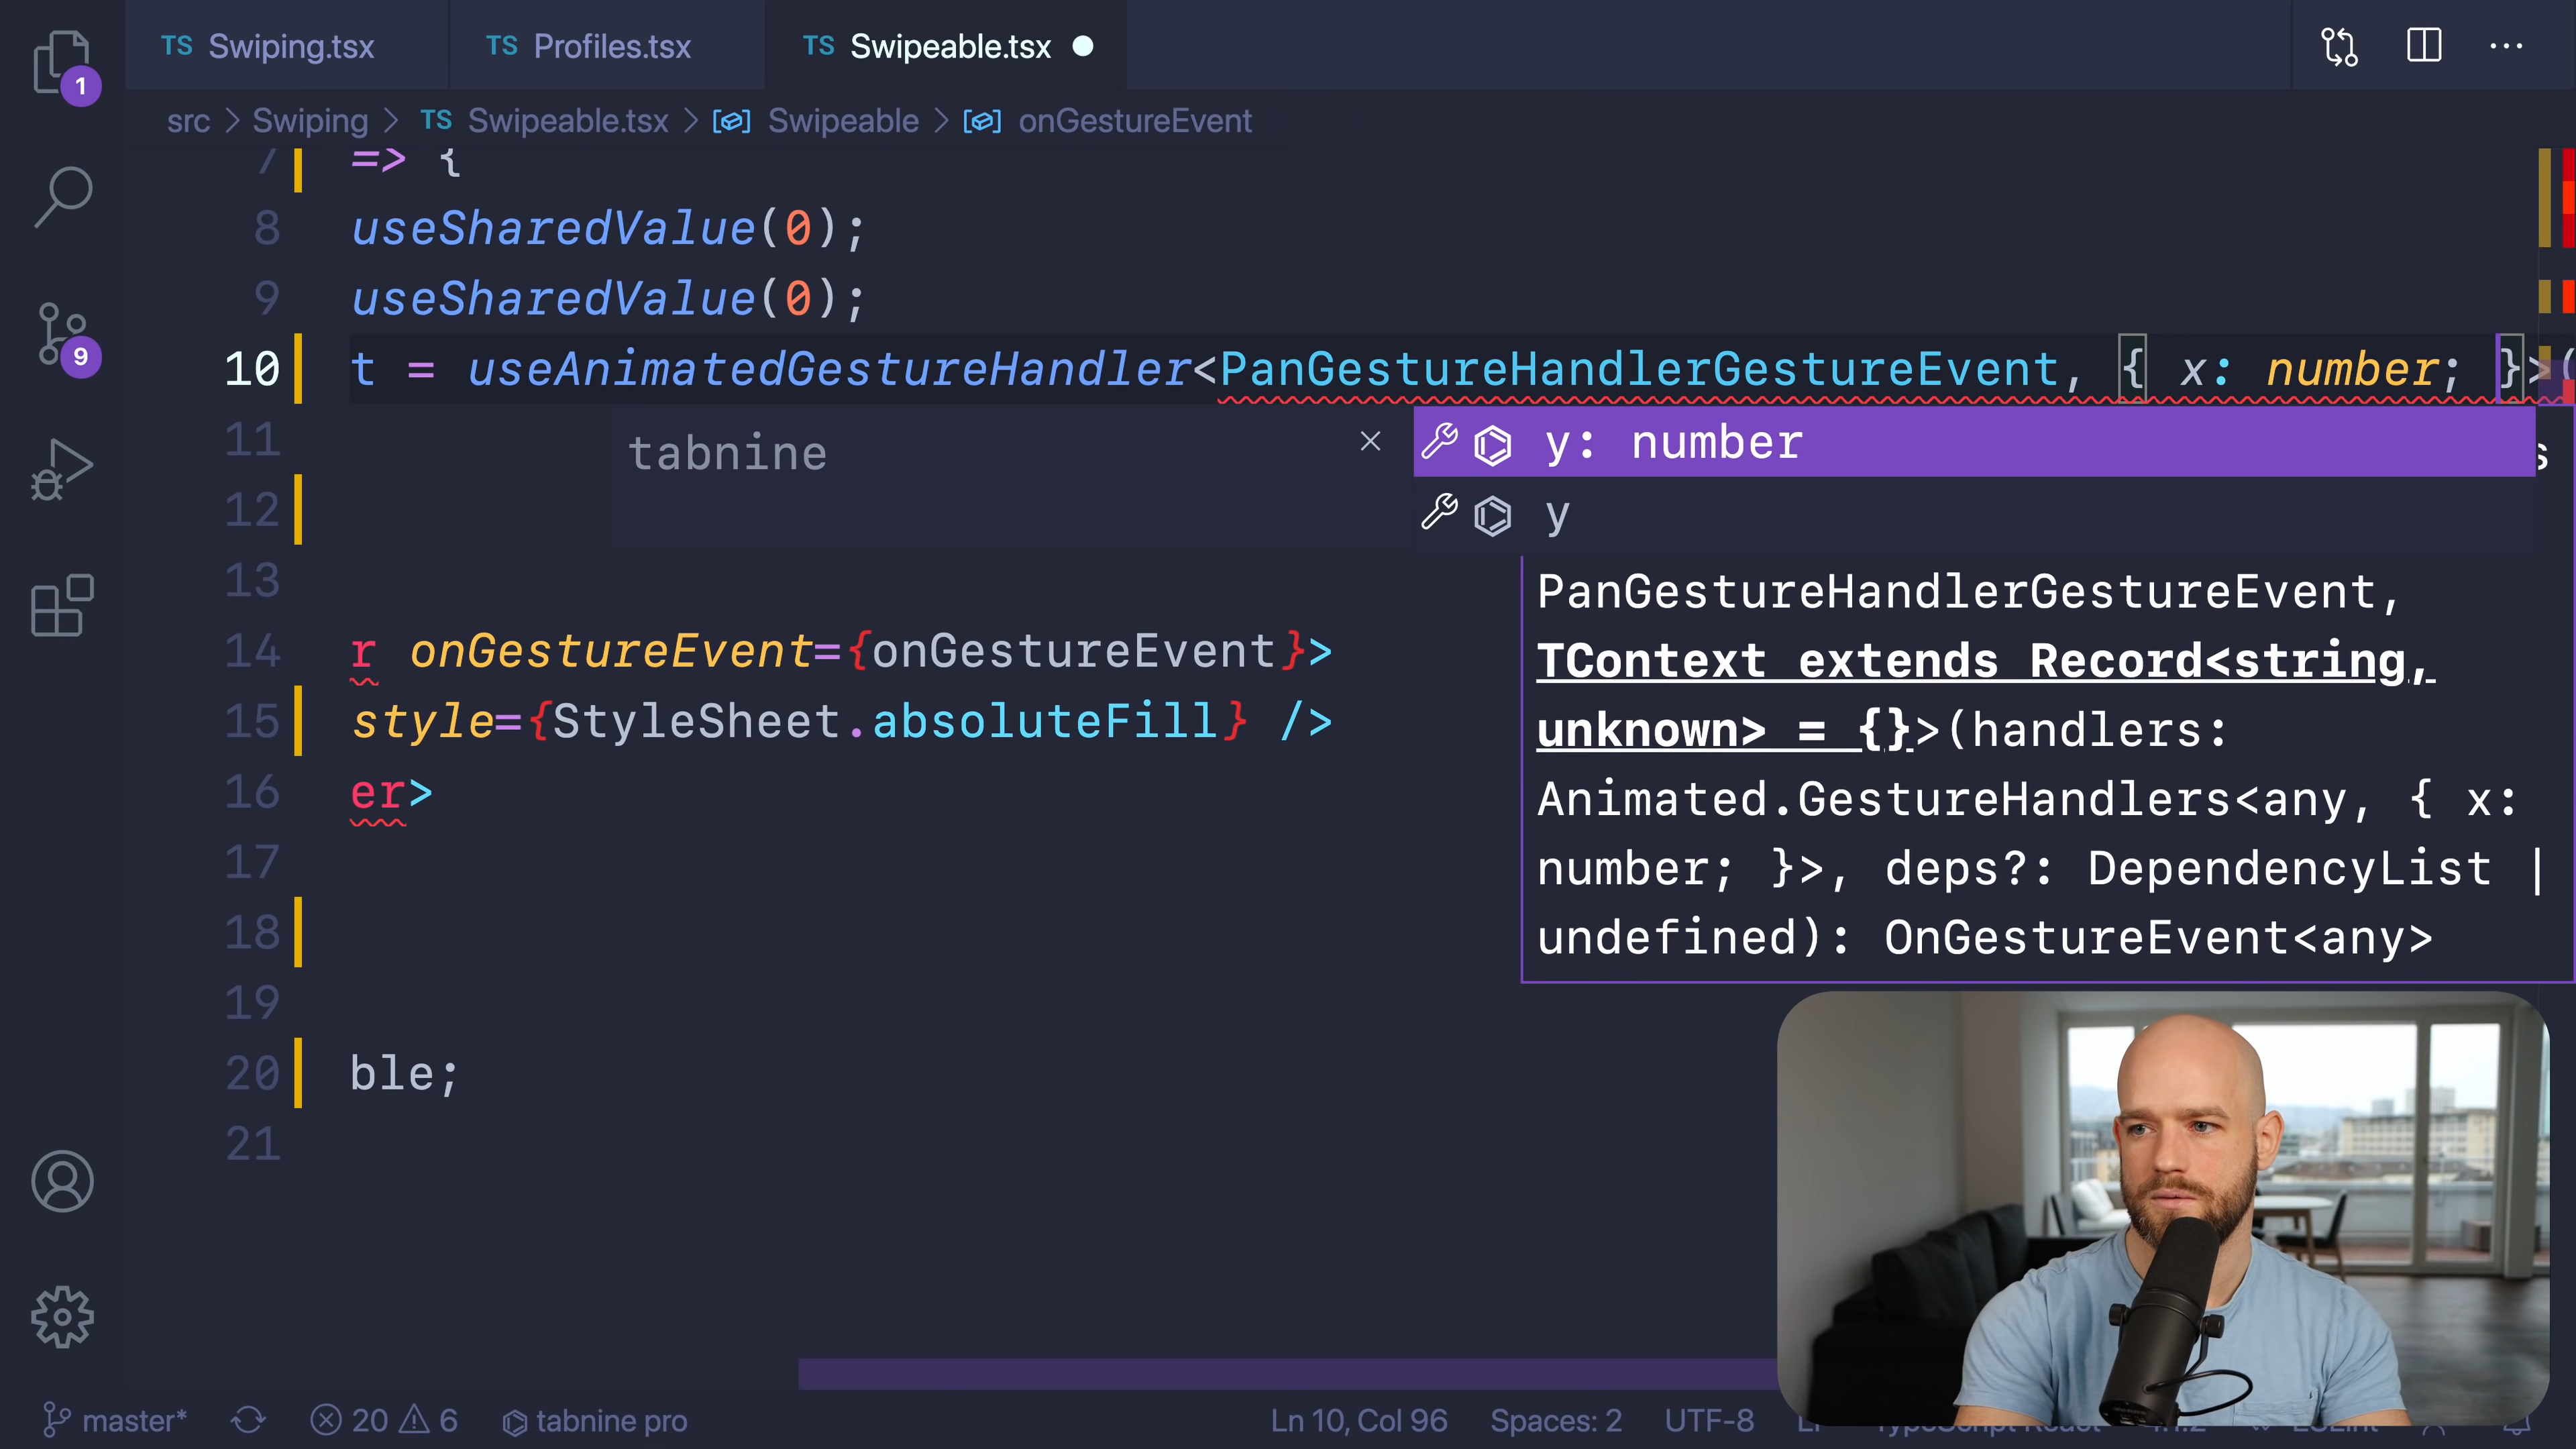 TS Swiping.tsx
TS Profiles.tsx
TS Swipeable.tsx
1
src > Swiping > TS Swipeable.tsx > Swipeable > onGestureEvent
7 => {
8 useSharedValue(0);
9 useSharedValue(0);
9
10 t = useAnimatedGestureHandler<PanGestureHandlerGestureEvent, { x: number; }>(
11
tabnine
y: number
s
y
12
13
PanGestureHandlerGestureEvent,
TContext extends Record<string,
unknown> = {}>(handlers:
Animated.GestureHandlers<any, { x:
number; }>, deps?: DependencyList |
undefined): OnGestureEvent<any>
14 r onGestureEvent={onGestureEvent}>
15 style={StyleSheet.absoluteFill} />
16 er>
17
18
19
20 ble;
21
master* 20 6 tabnine pro Ln 10, Col 96 Spaces: 2 UTF-8